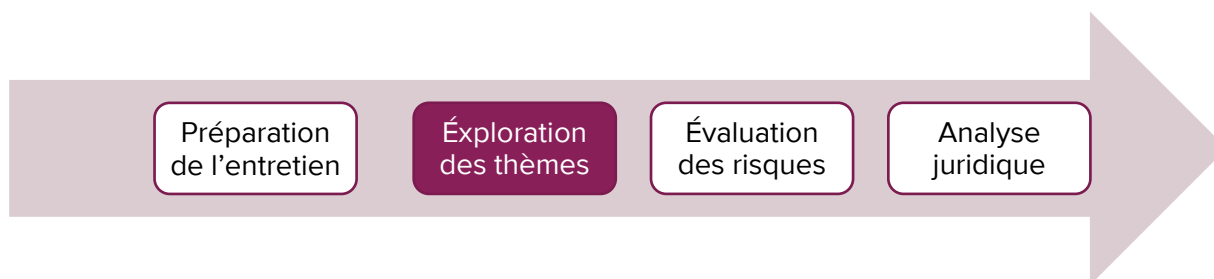 Préparation
de l’entretien
Éxploration
des thèmes
Évaluation
des risques
Analyse
juridique